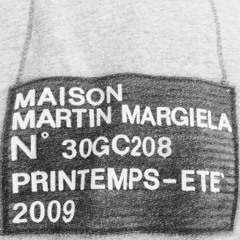 MAISON
MARTIN MARGIELA
N° 30GC208
PRINTEMPS-ETE'
2009